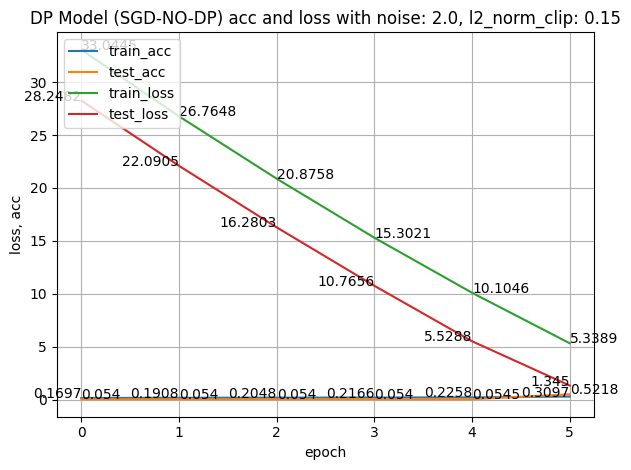 DP Model (SGD-NO-DP) acc and loss with noise: 2.0, l2_norm_clip: 0.15
33.0445
train_acc
test_acc
train_loss
test_loss
28.2482
26.7648
22.0905
20.8758
16.2803
15.3021
10.7656
10.1046
5.5288
5.3389
1.345
0.1697 0.054 0.1908 0.054 0.2048 0.054 0.2166 0.054 0.2258 0.0545 0.3097 0.5218
30
25
20
15
10
5
0
loss, acc
0 1 2 3 4 5
epoch